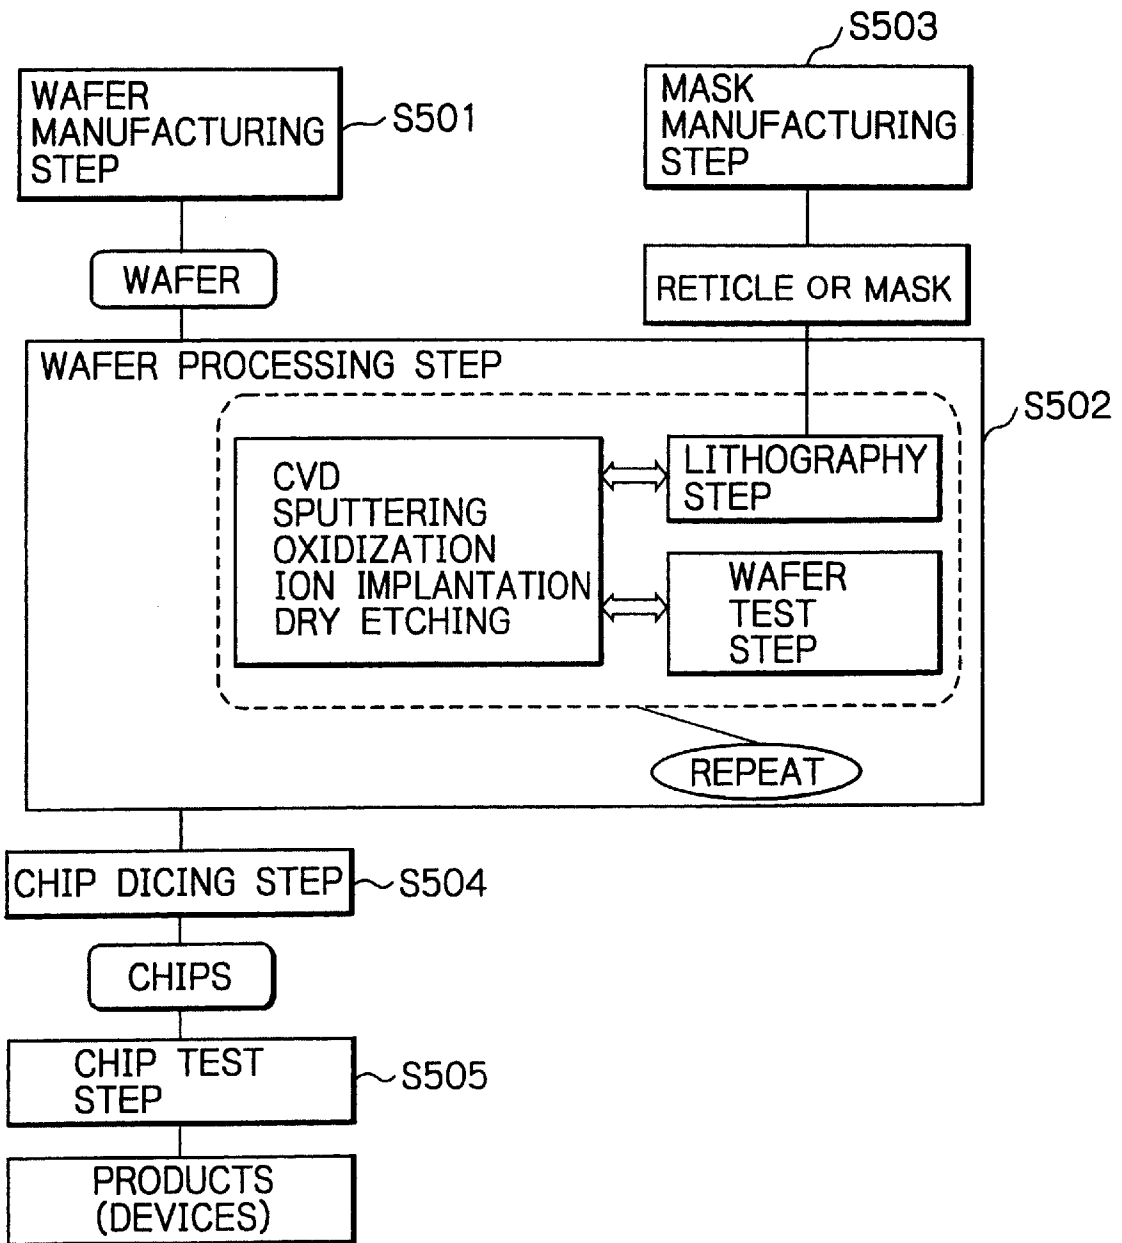 S503
WAFER
MANUFACTURING
STEP
S501
MASK
MANUFACTURING
STEP
WAFER
RETICLE OR MASK
WAFER PROCESSING STEP
S502
CVD
SPUTTERING
OXIDIZATION
ION IMPLANTATION
DRY ETCHING
LITHOGRAPHY
STEP
WAFER
TEST
STEP
REPEAT
CHIP DICING STEP
S504
CHIPS
CHIP TEST
STEP
S505
PRODUCTS
(DEVICES)